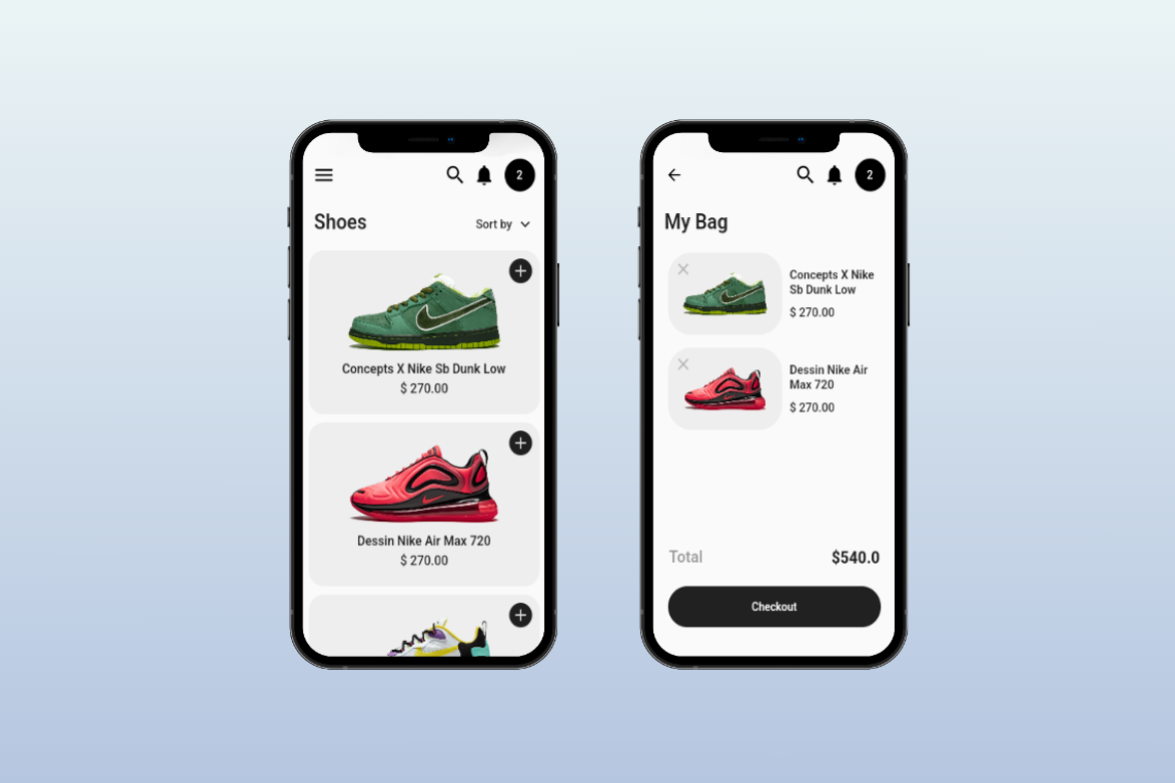 2
Shoes
Sort by
Concepts X Nike Sb Dunk Low
$ 270.00
Dessin Nike Air Max 720
$ 270.00
2
My Bag
Concepts X Nike
Sb Dunk Low
$ 270.00
Dessin Nike Air
Max 720
$ 270.00
Total
$540.0
Checkout